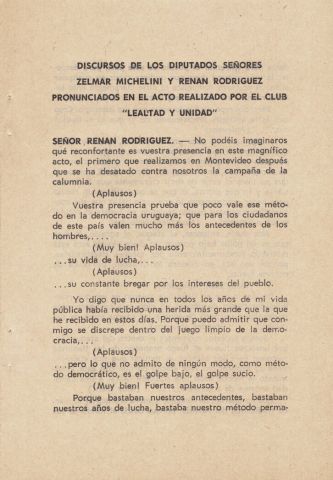 DISCURSOS DE LOS DIPUTADOS SEÑORES
ZELMAR MICHELINI Y RENAN RODRIGUEZ
PRONUNCIADOS EN EL ACTO REALIZADO POR EL CLUB
"LEALTAD Y UNIDAD"
SEÑOR RENAN RODRIGUEZ. — No podéis imaginaros
qué reconfortante es vuestra presencia en este magnífico
acto, el primero que realizamos en Montevideo después
que se ha desatado contra nosotros la campaña de la
calumnia.
(Aplausos)
Vuestra presencia prueba que poco vale ese mé-
todo en la democracia uruguaya; que para los ciudadanos
de este país valen mucho más los antecedentes de los
hombres,....
(Muy bien! Aplausos)
...su vida de lucha,...
(Aplausos)
...su constante bregar por los intereses del pueblo.
Yo digo que nunca en todos los años de mi vida
pública había recibido una herida más grande que la que
he recibido en estos días. Porque puedo admitir que con-
migo se discrepe dentro del juego limpio de la demo-
cracia,...
(Aplausos)
...pero lo que no admito de ningún modo, como méto-
do democrático, es el golpe bajo, el golpe sucio.
(Muy bien! Fuertes aplausos)
Porque bastaban nuestros antecedentes, bastaban
nuestros años de lucha, bastaba nuestro método perma-